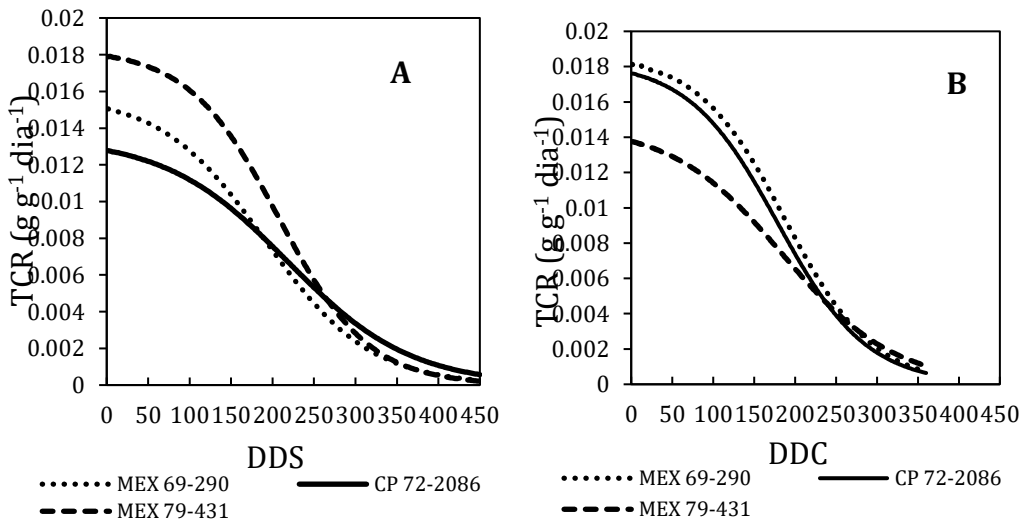 0.02
0.018
0.016
0.014
0.012
0.01
0.008
0.006
0.004
0.002
0
TCR (g g-1 dia-1)
A
0 50 100 150 200 250 300 350 400 450
DDS
MEX 69-290 CP 72-2086
MEX 79-431
0.02
0.018
0.016
0.014
0.012
0.01
0.008
0.006
0.004
0.002
0
TCR (g g-1 dia-1)
B
0 50 100 150 200 250 300 350 400 450
DDC
MEX 69-290 CP 72-2086
MEX 79-431